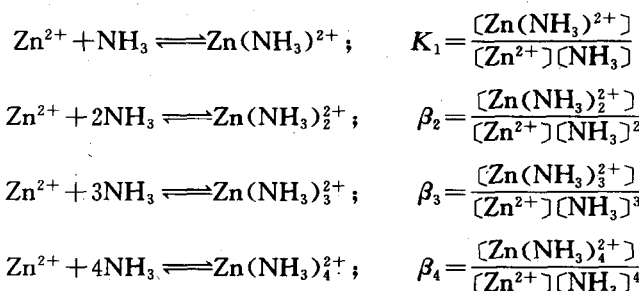 Zn²⁺+NH₃⇌Zn(NH₃)²⁺; K₁=〔Zn(NH₃)²⁺〕/〔Zn²⁺〕〔NH₃〕
Zn²⁺+2NH₃⇌Zn(NH₃)₂²⁺; β₂=〔Zn(NH₃)₂²⁺〕/〔Zn²⁺〕〔NH₃〕²
Zn²⁺+3NH₃⇌Zn(NH₃)₃²⁺; β₃=〔Zn(NH₃)₃²⁺〕/〔Zn²⁺〕〔NH₃〕³
Zn²⁺+4NH₃⇌Zn(NH₃)₄²⁺; β₄=〔Zn(NH₃)₄²⁺〕/〔Zn²⁺〕〔NH₃〕⁴